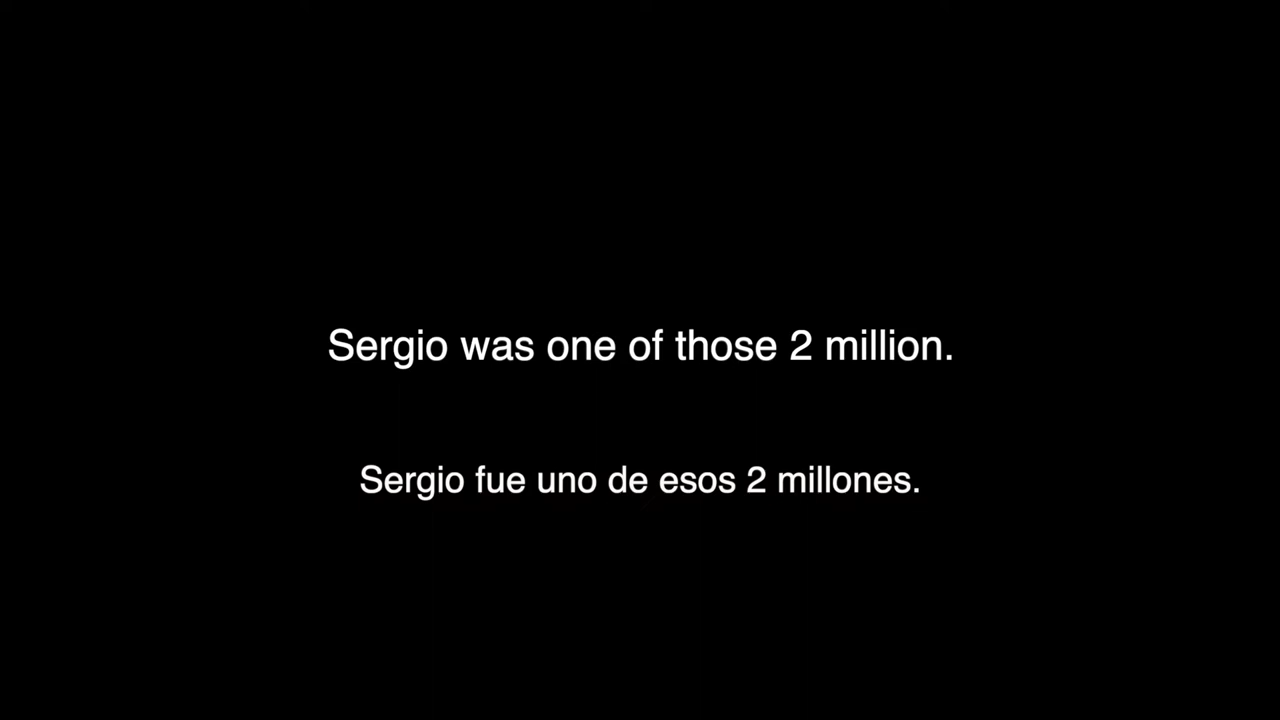 Sergio was one of those 2 million.
Sergio fue uno de esos 2 millones.